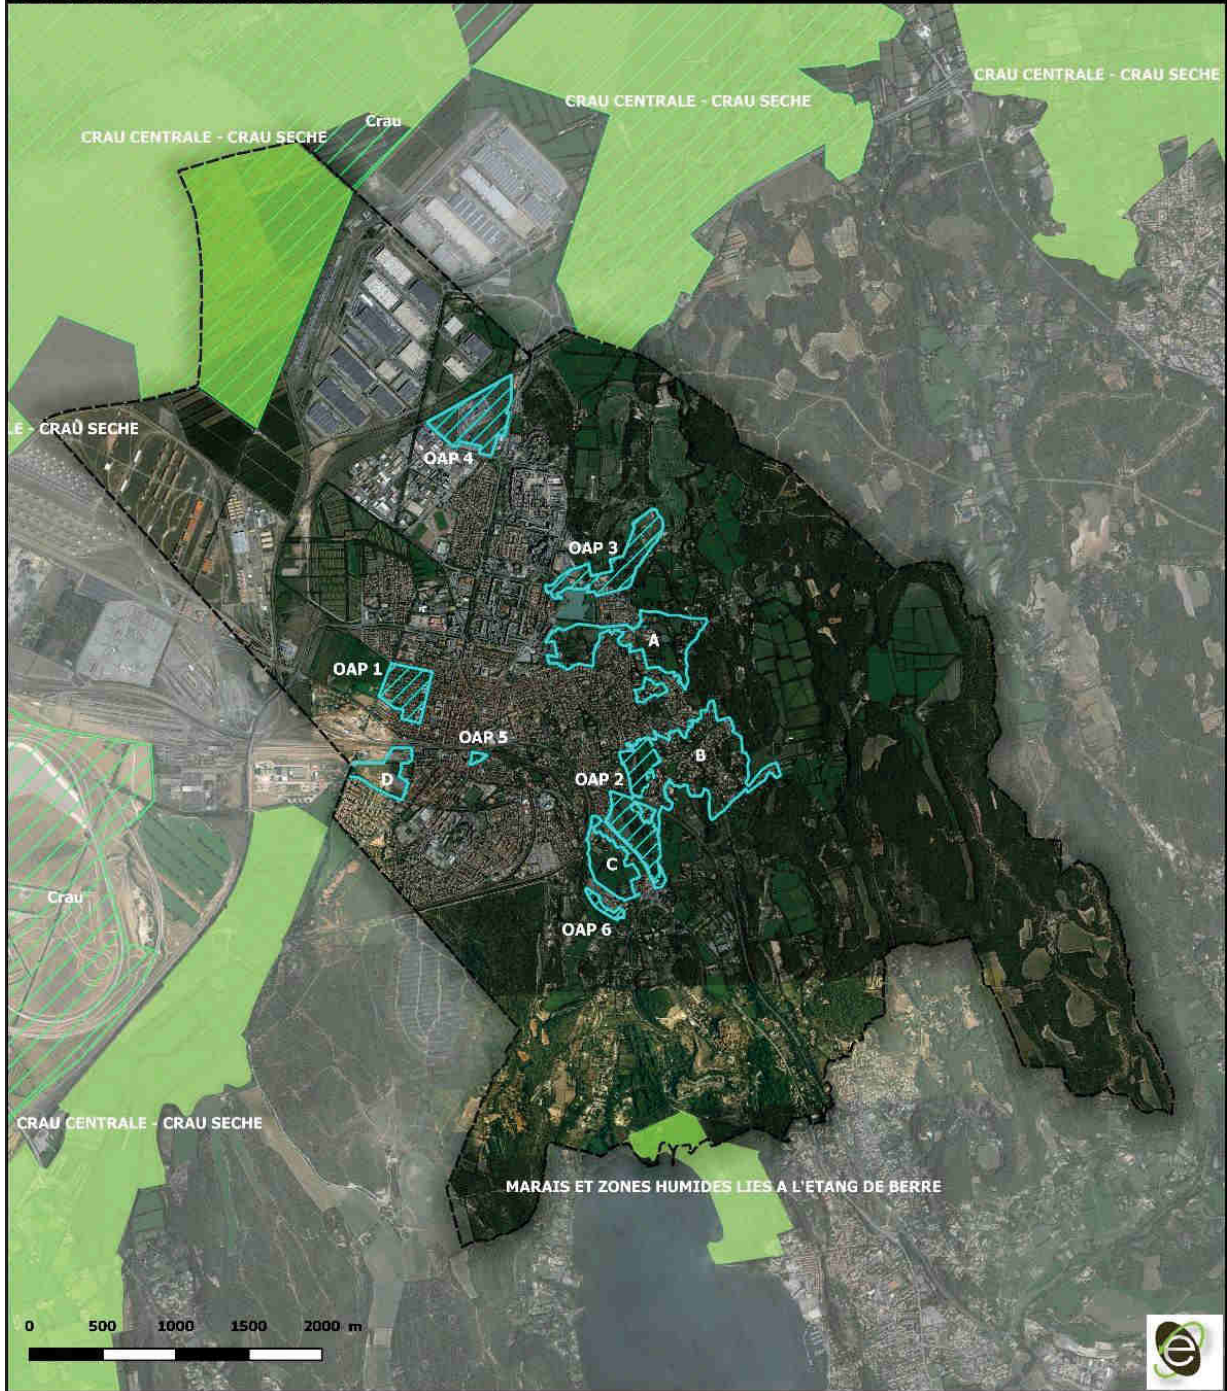 CRAU CENTRALE - CRAU SECHE
CRAU CENTRALE - CRAU SECHE
Crau
CRAU CENTRALE - CRAU SECHE
LE - CRAU SECHE
OAP 4
OAP 3
A
OAP 1
OAP 5
B
D
OAP 2
C
Crau
OAP 6
CRAU CENTRALE - CRAU SECHE
MARAIS ET ZONES HUMIDES LIES A L'ETANG DE BERRE
0 500 1000 1500 2000 m
e